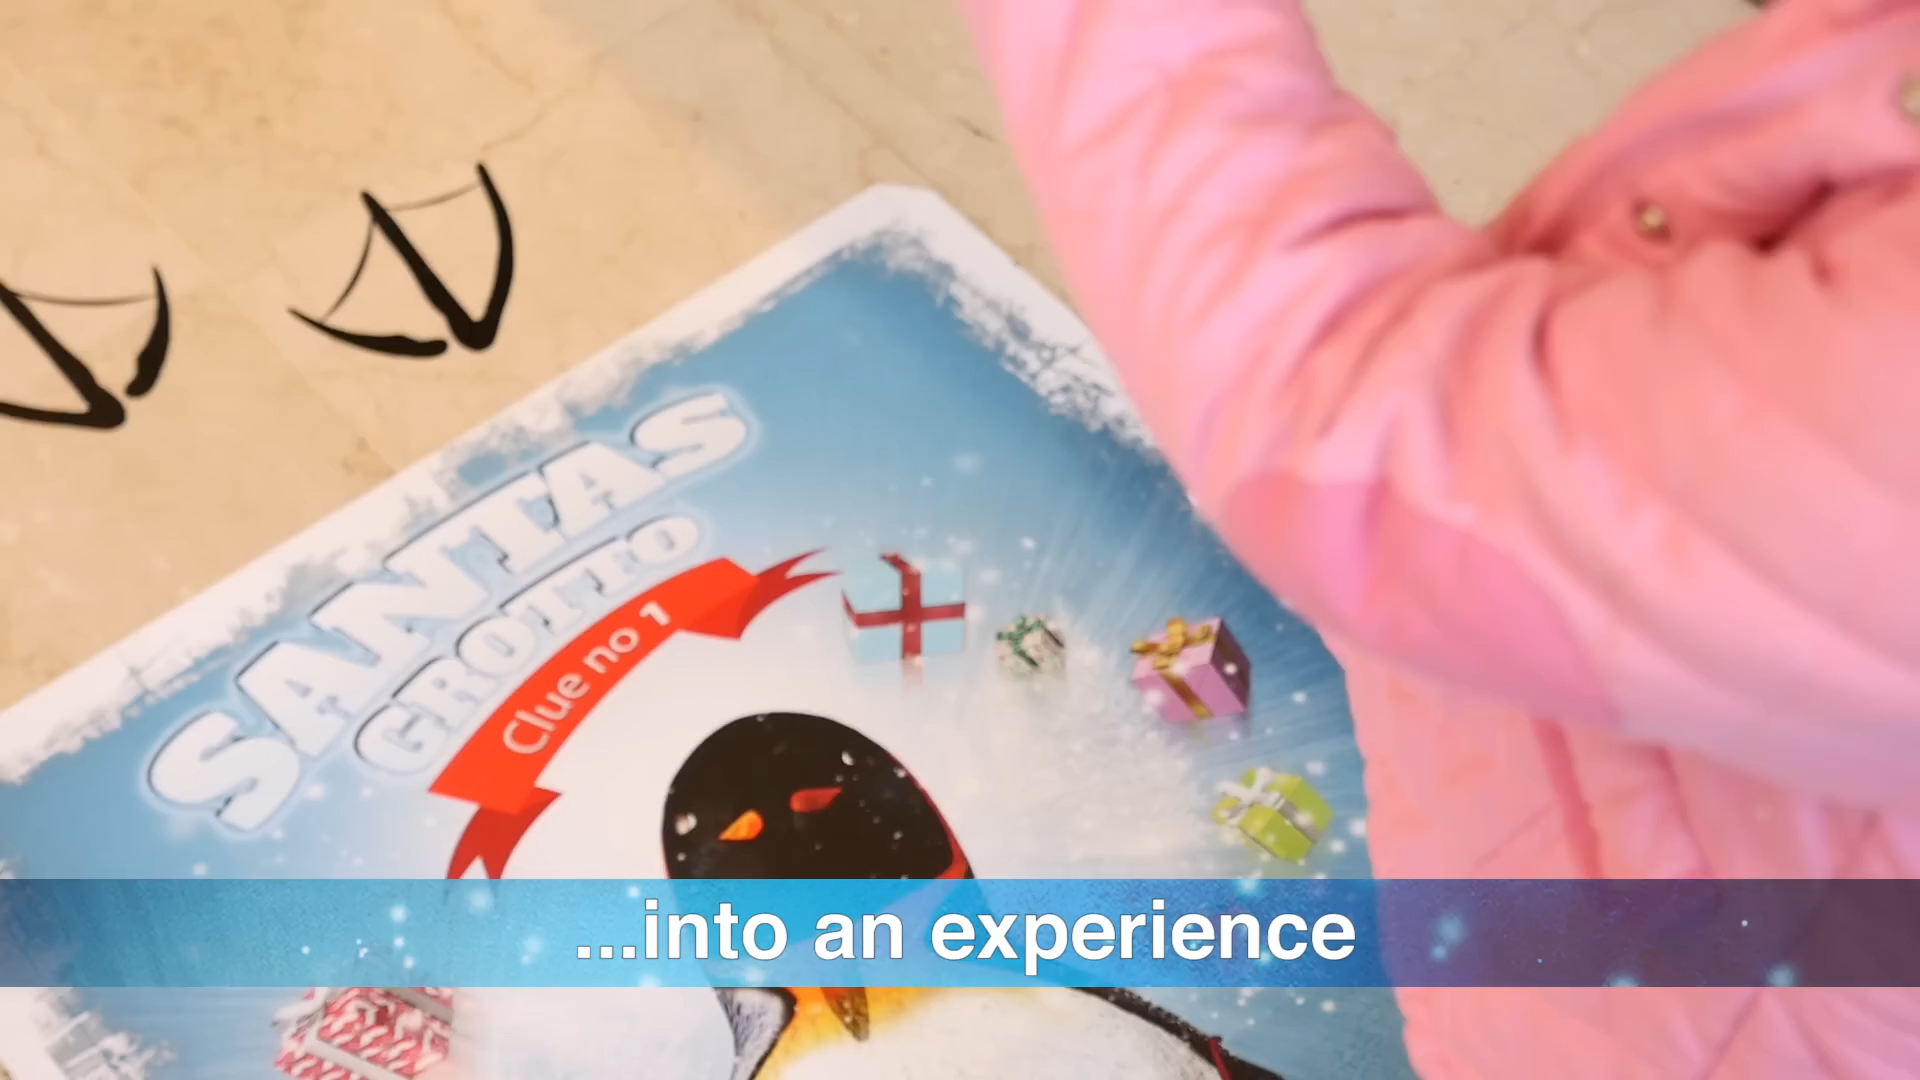 SANTAS
GROTTO
Clue no 1
...into an experience